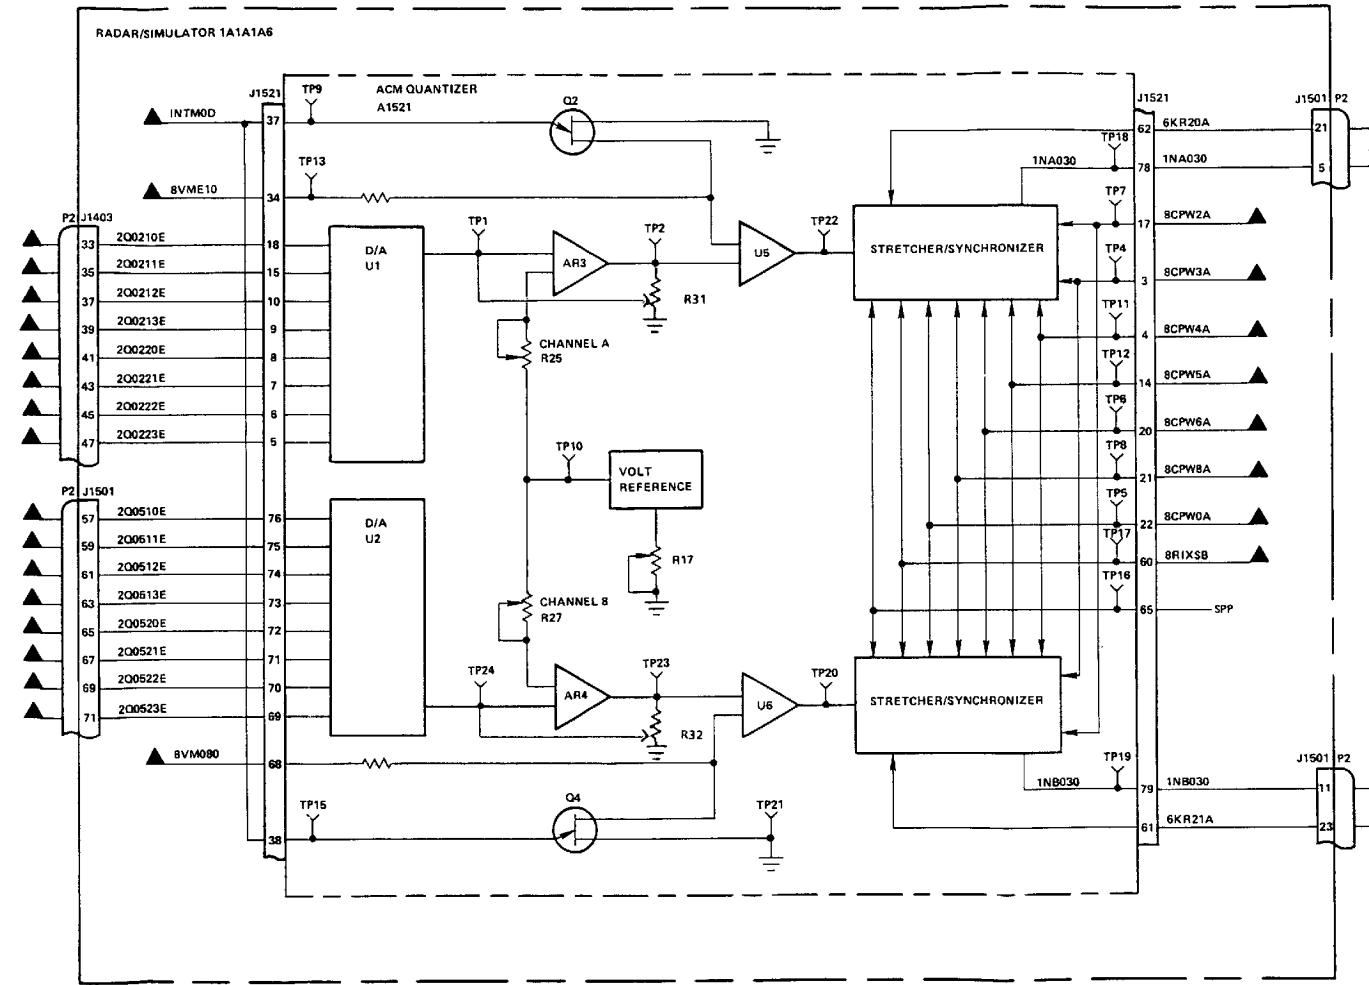 RADAR/SIMULATOR 1A1A1A6
J1521
TP9
ACM QUANTIZER
A1521
Q2
J1521
J1501 P2
INTM0D
37
62
6KR20A
21
TP18
TP13
1NA030
78
1NA030
5
8VME10
34
TP7
P2 J1403
TP1
TP2
TP22
17
8CPW2A
33
2Q0210E
18
D/A
U1
AR3
U5
STRETCHER/SYNCHRONIZER
TP4
35
2Q0211E
15
3
8CPW3A
37
2Q0212E
10
R31
TP11
39
2Q0213E
9
4
8CPW4A
41
2Q0220E
8
CHANNEL A
R25
TP12
43
2Q0221E
7
14
8CPW5A
45
2Q0222E
6
TP6
47
2Q0223E
5
20
8CPW6A
TP10
TP8
VOLT
REFERENCE
21
8CPW8A
P2 J1501
TP5
57
2Q0510E
76
D/A
U2
22
8CPW0A
TP17
59
2Q0511E
75
R17
60
8RIXSB
61
2Q0512E
74
TP16
63
2Q0513E
73
CHANNEL B
R27
65
SPP
65
2Q0520E
72
67
2Q0521E
71
TP24
TP23
TP20
69
2Q0522E
70
AR4
U6
STRETCHER/SYNCHRONIZER
71
2Q0523E
69
R32
8VM080
68
TP19
J1501 P2
1NB030
79
1NB030
11
TP15
Q4
TP21
38
61
6KR21A
23